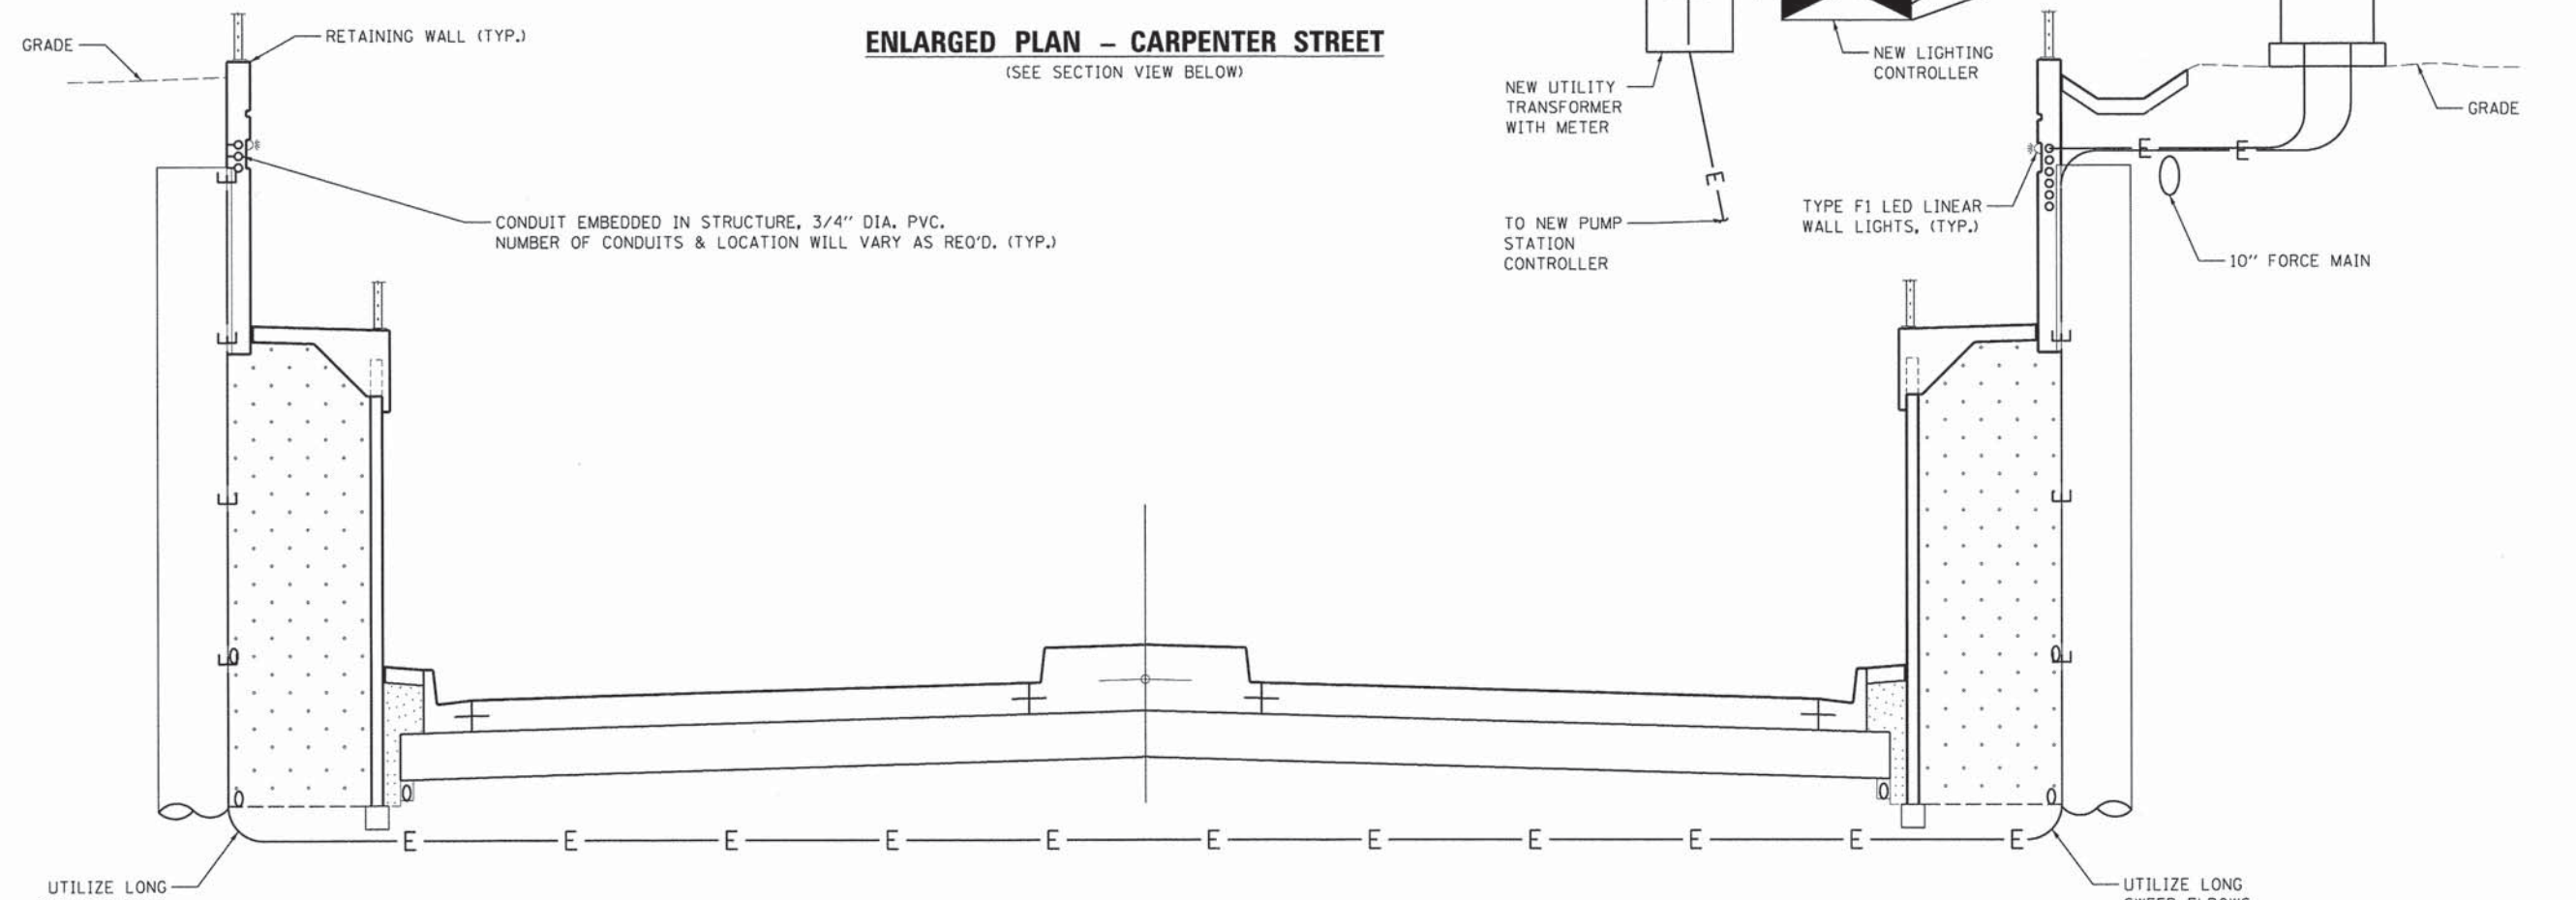 GRADE
RETAINING WALL (TYP.)
ENLARGED PLAN - CARPENTER STREET
(SEE SECTION VIEW BELOW)
NEW LIGHTING
CONTROLLER
NEW UTILITY
TRANSFORMER
WITH METER
GRADE
E
E
E
CONDUIT EMBEDDED IN STRUCTURE, 3/4" DIA. PVC.
NUMBER OF CONDUITS & LOCATION WILL VARY AS REQ'D. (TYP.)
TO NEW PUMP
STATION
CONTROLLER
TYPE F1 LED LINEAR
WALL LIGHTS, (TYP.)
10" FORCE MAIN
E E E E E E E E E E E
UTILIZE LONG
UTILIZE LONG